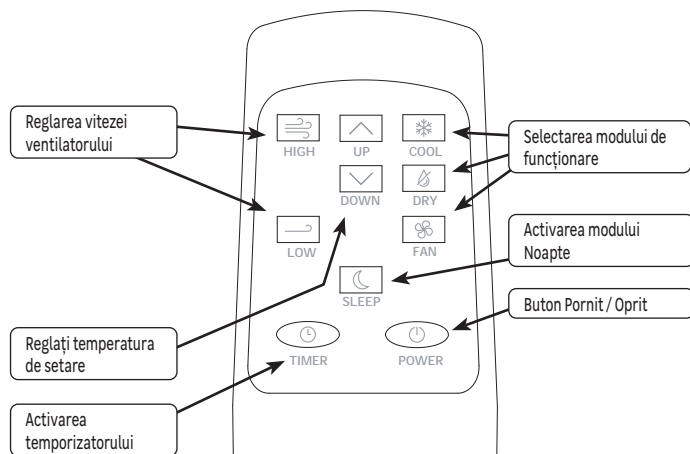 Reglarea vitezei
ventilatorului
HIGH
UP
COOL
Selectarea modului de
funcționare
DOWN
DRY
LOW
FAN
Activarea modului
Noapte
SLEEP
Buton Pornit / Oprit
Reglați temperatura
de setare
TIMER
POWER
Activarea
temporizatorului